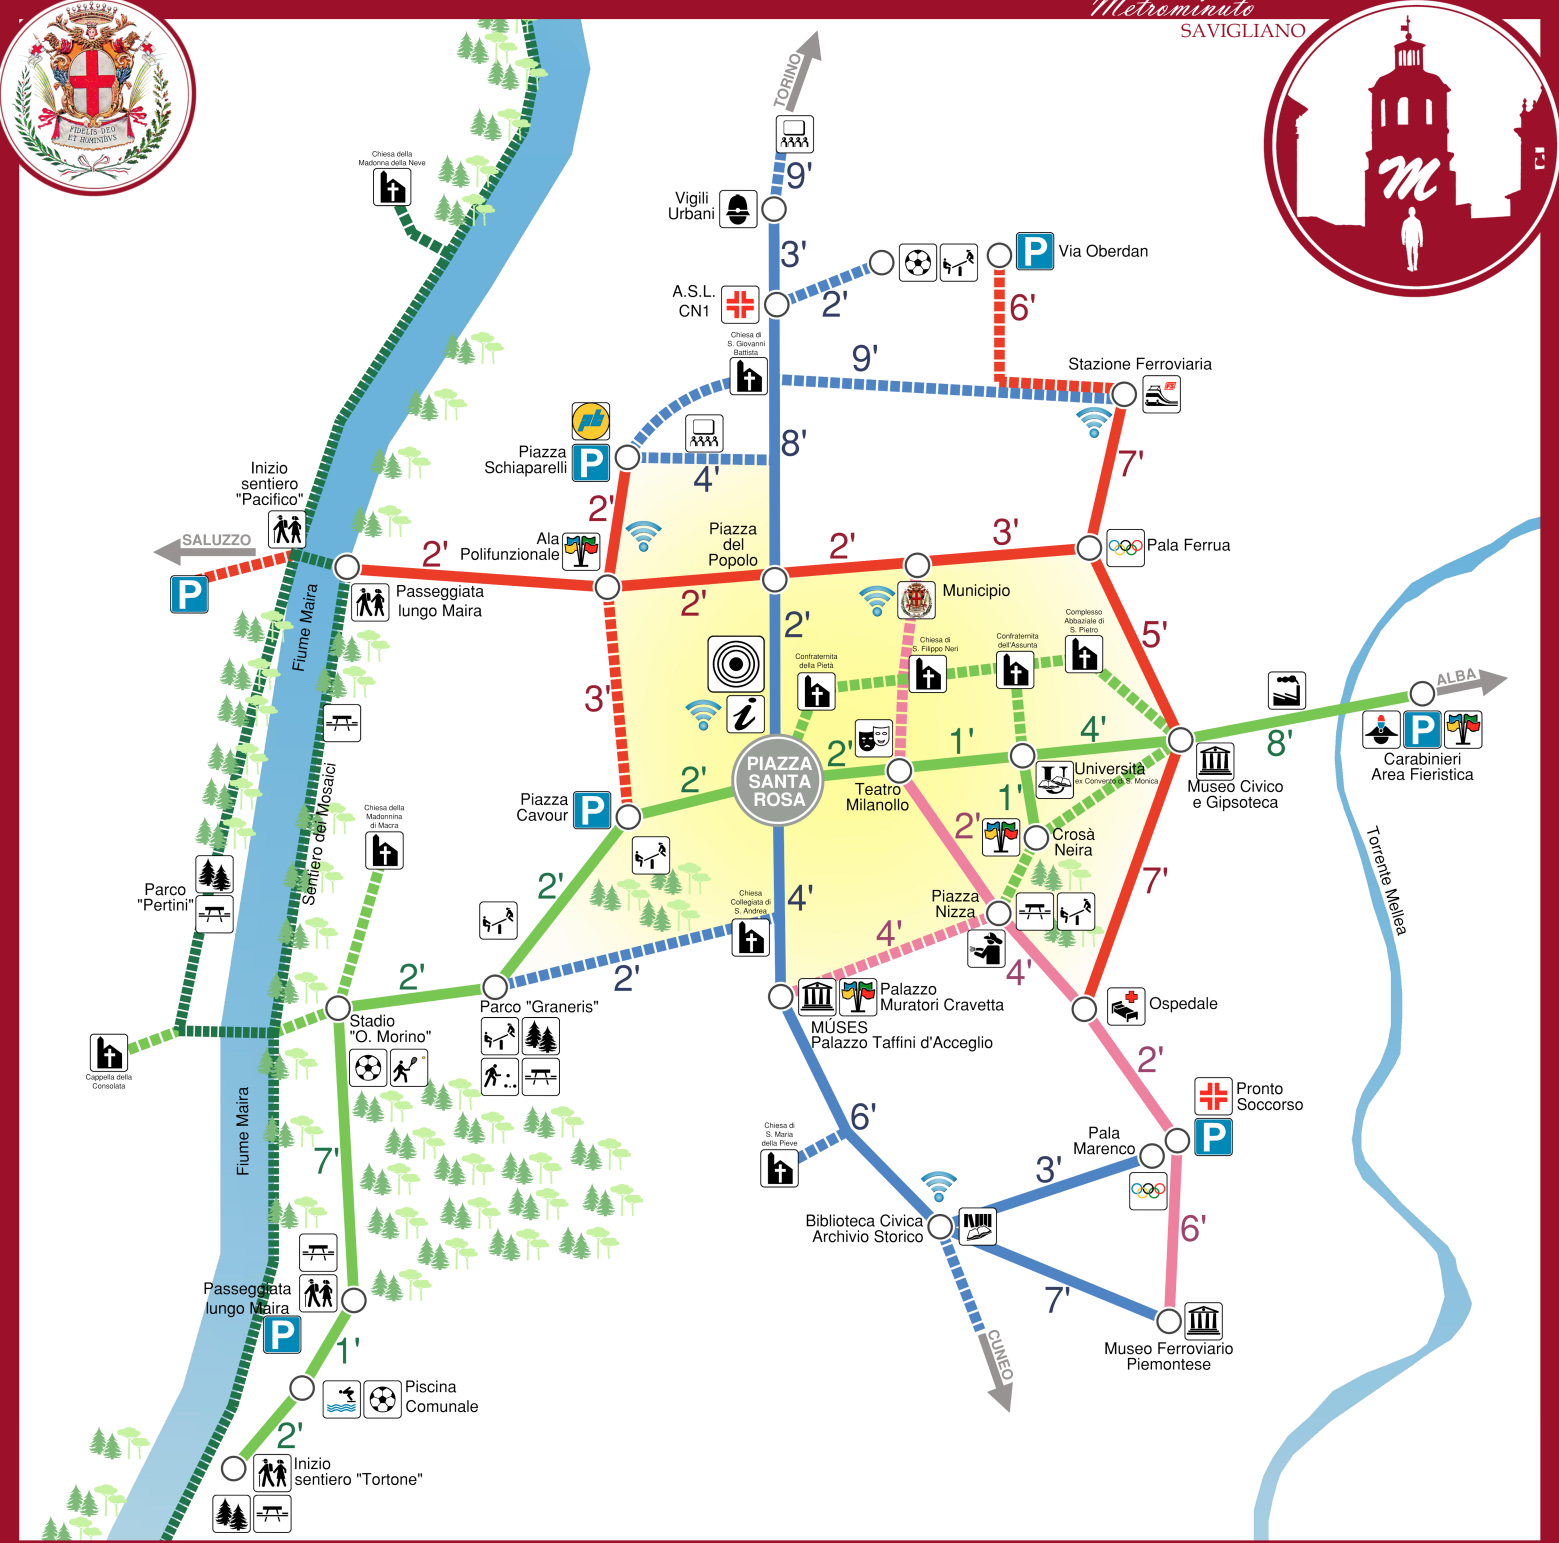 Metrominuto
SAVIGLIANO
FIDELIS·DEO
ET·HOMINIBVS
M
TORINO
9'
Chiesa della
Madonna della Neve
Vigili
Urbani
3'
P
Via Oberdan
A.S.L.
CN1
2'
6'
Chiesa di
S. Giovanni
Battista
9'
Stazione Ferroviaria
FS
8'
Piazza
Schiaparelli
P
4'
7'
Inizio
sentiero
"Pacifico"
2'
SALUZZO
P
2'
Ala
Polifunzionale
Piazza
del
Popolo
2'
3'
Pala Ferrua
Passeggiata
lungo Maira
2'
Municipio
Fiume Maira
2'
Complesso
Abbaziale di
S. Pietro
5'
Confraternita
dell'Assunta
Chiesa di
S. Filippo Neri
Confraternita
della Pietà
3'
i
ALBA
PIAZZA
SANTA
ROSA
2'
2'
1'
4'
8'
P
Carabinieri
Area Fieristica
Teatro
Milanollo
U
Università
ex Convento di S. Monica
Museo Civico
e Gipsoteca
Piazza
Cavour
P
1'
2'
Crosà
Neira
Sentiero dei Mosaici
Chiesa della
Madonnina
di Macra
Torrente Mellea
Parco
"Pertini"
2'
7'
Chiesa
Collegiata di
S. Andrea
4'
Piazza
Nizza
4'
4'
2'
2'
Parco "Graneris"
Palazzo
Muratori Cravetta
MÚSES
Palazzo Taffini d'Acceglio
Ospedale
Stadio
"O. Morino"
Cappella della
Consolata
2'
Fiume Maira
Pronto
Soccorso
P
Pala
Marenco
Chiesa di
S. Maria
della Pieve
6'
7'
3'
6'
Biblioteca Civica
Archivio Storico
7'
Passeggiata
lungo Maira
P
Museo Ferroviario
Piemontese
CUNEO
1'
Piscina
Comunale
2'
Inizio
sentiero "Tortone"